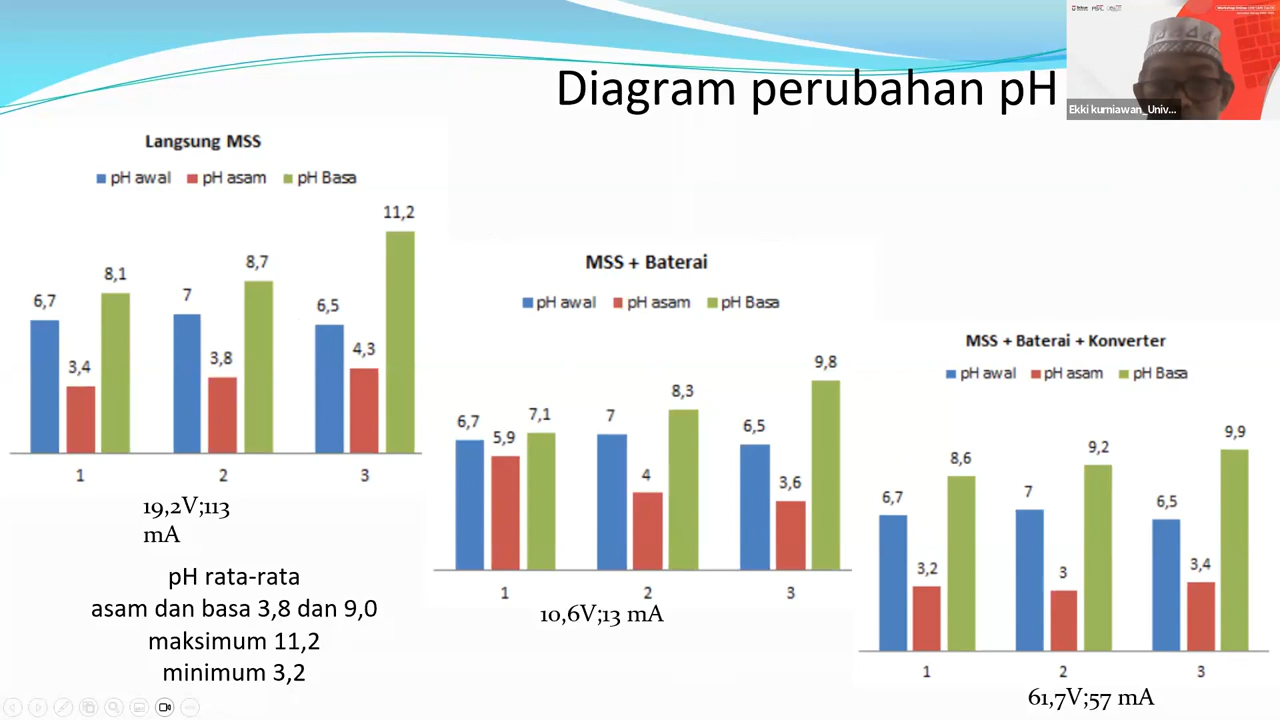 Diagram perubahan pH
Ekki kurniawan_Univ...
Langsung MSS
pH awal pH asam pH Basa
6,7 3,4 8,1 7 3,8 8,7 6,5 4,3 11,2
1 2 3
19,2V;113
mA
pH rata-rata
asam dan basa 3,8 dan 9,0
maksimum 11,2
minimum 3,2
MSS + Baterai
pH awal pH asam pH Basa
6,7 5,9 7,1 7 4 8,3 6,5 3,6 9,8
1 2 3
10,6V;13 mA
MSS + Baterai + Konverter
pH awal pH asam pH Basa
6,7 3,2 8,6 7 3 9,2 6,5 3,4 9,9
1 2 3
61,7V;57 mA